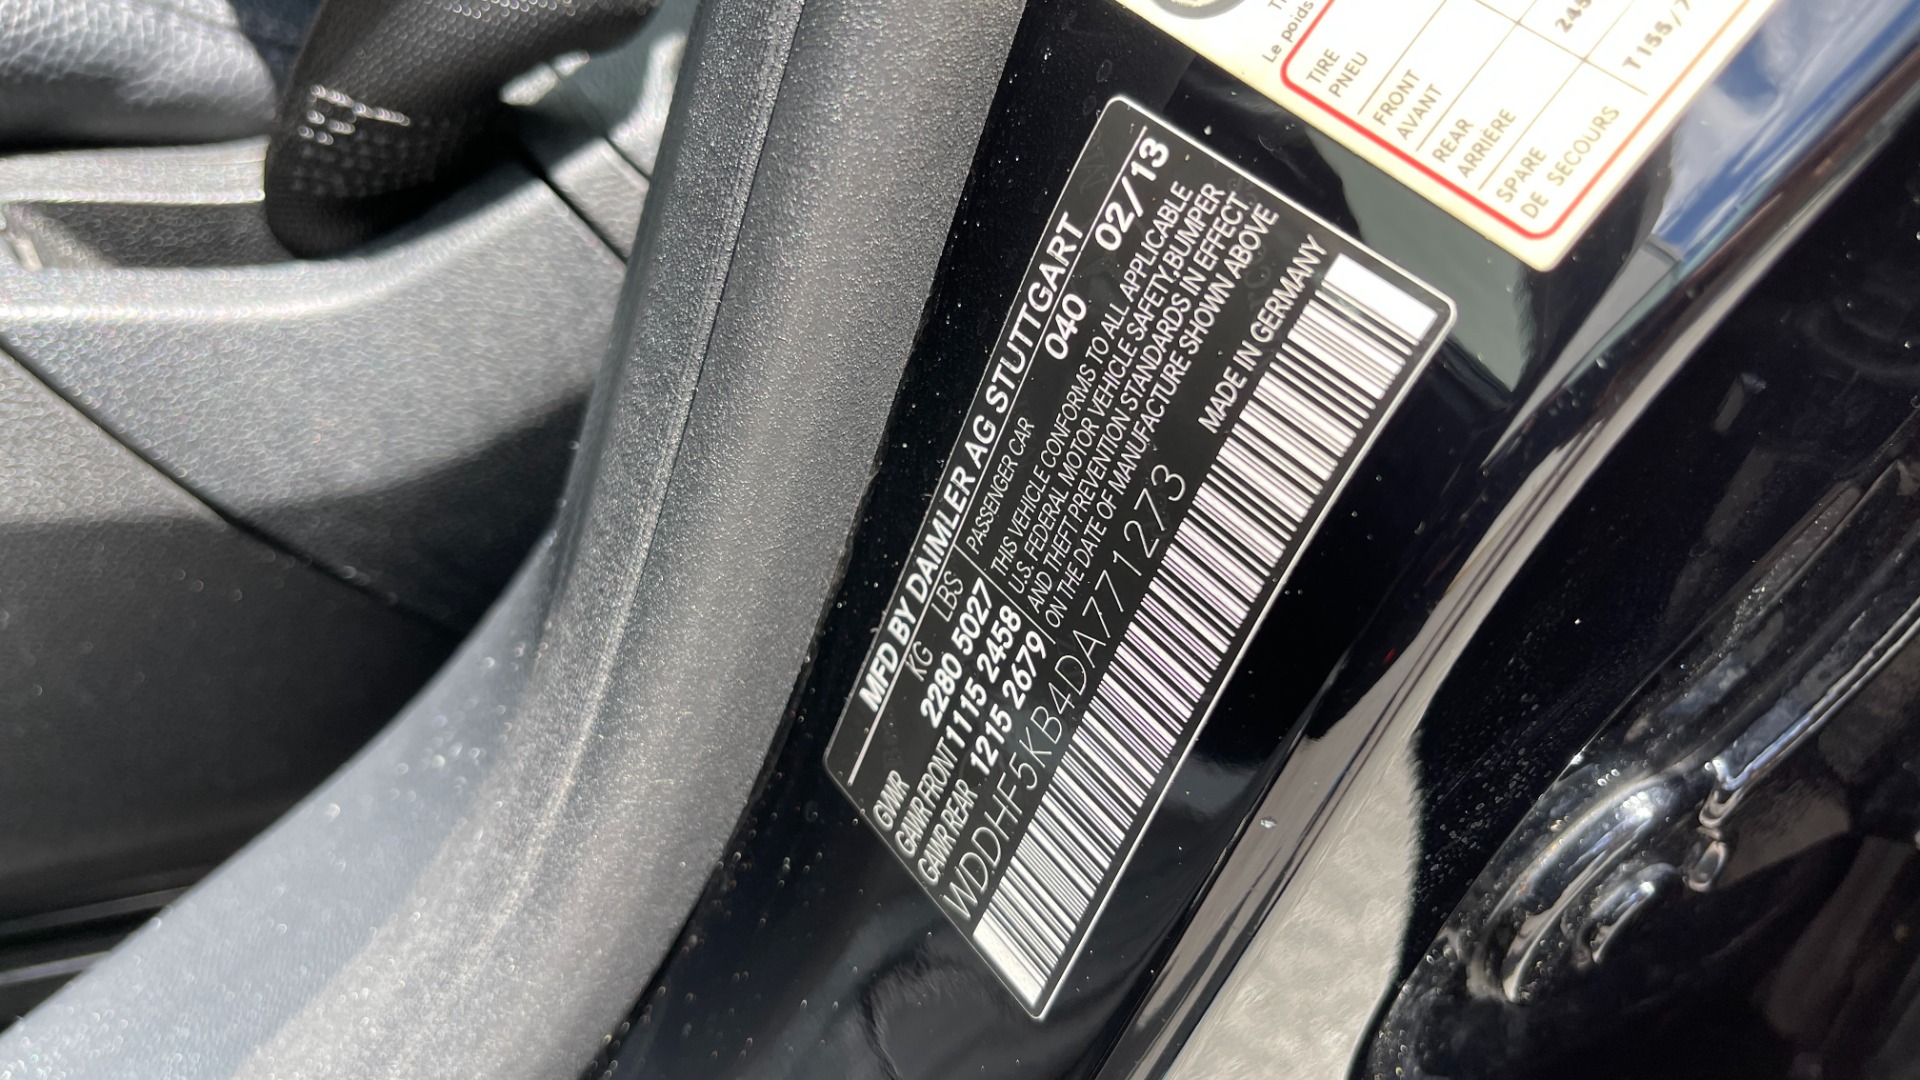 MFD BY DAIMLER AG STUTTGART
KG LBS 040 02/13
GVWR 2280 5027
GAWR FRONT 1115 2458
GAWR REAR 1215 2679
PASSENGER CAR
THIS VEHICLE CONFORMS TO ALL APPLICABLE
U.S. FEDERAL MOTOR VEHICLE SAFETY,BUMPER
AND THEFT PREVENTION STANDARDS IN EFFECT
ON THE DATE OF MANUFACTURE SHOWN ABOVE
WDDHF5KB4DA771273 MADE IN GERMANY
Le poids
TIRE
PNEU
FRONT
AVANT
REAR
ARRIÈRE
SPARE
DE SECOURS